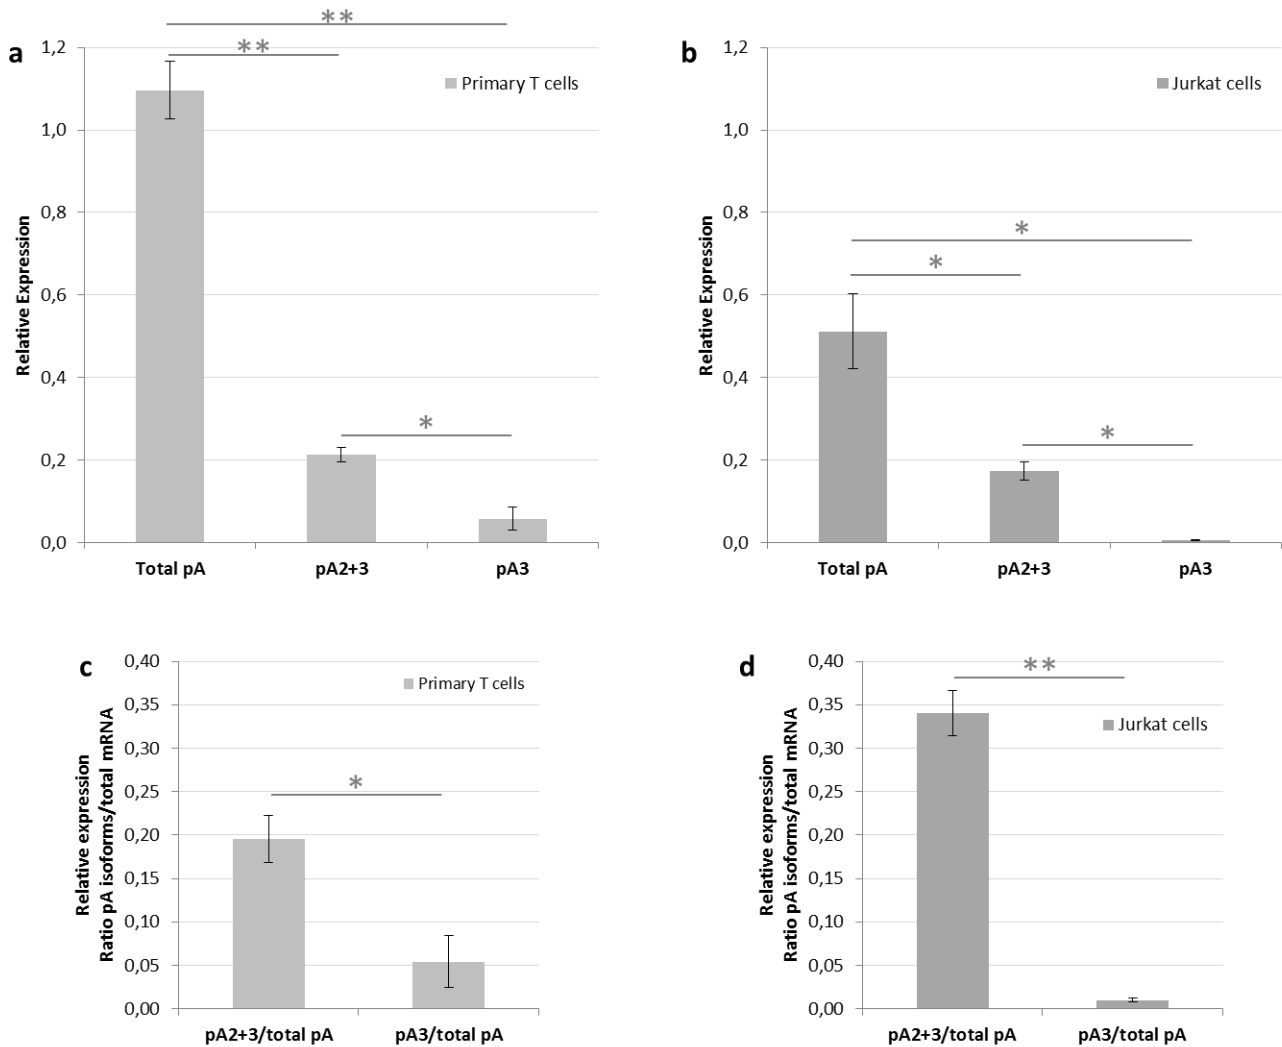 a
**
**
Primary T cells
Relative Expression
1,2
1,0
0,8
0,6
0,4
0,2
0,0
*
Total pA
pA2+3
pA3
b
Jurkat cells
Relative Expression
1,2
1,0
0,8
0,6
0,4
0,2
0,0
*
*
*
Total pA
pA2+3
pA3
c
Primary T cells
Relative expression
Ratio pA isoforms/total mRNA
0,40
0,35
0,30
0,25
0,20
0,15
0,10
0,05
0,00
*
pA2+3/total pA
pA3/total pA
d
**
Jurkat cells
Relative expression
Ratio pA isoforms/total mRNA
0,40
0,35
0,30
0,25
0,20
0,15
0,10
0,05
0,00
pA2+3/total pA
pA3/total pA